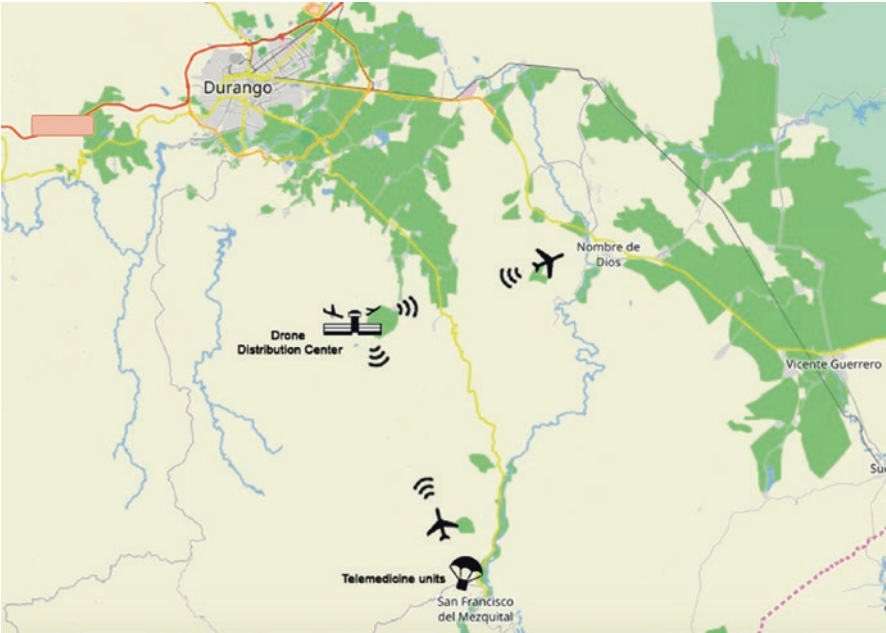 Durango
Nombre de
Dios
Drone
Distribution Center
Vicente Guerrero
Telemedicine units
San Francisco
del Mezquital